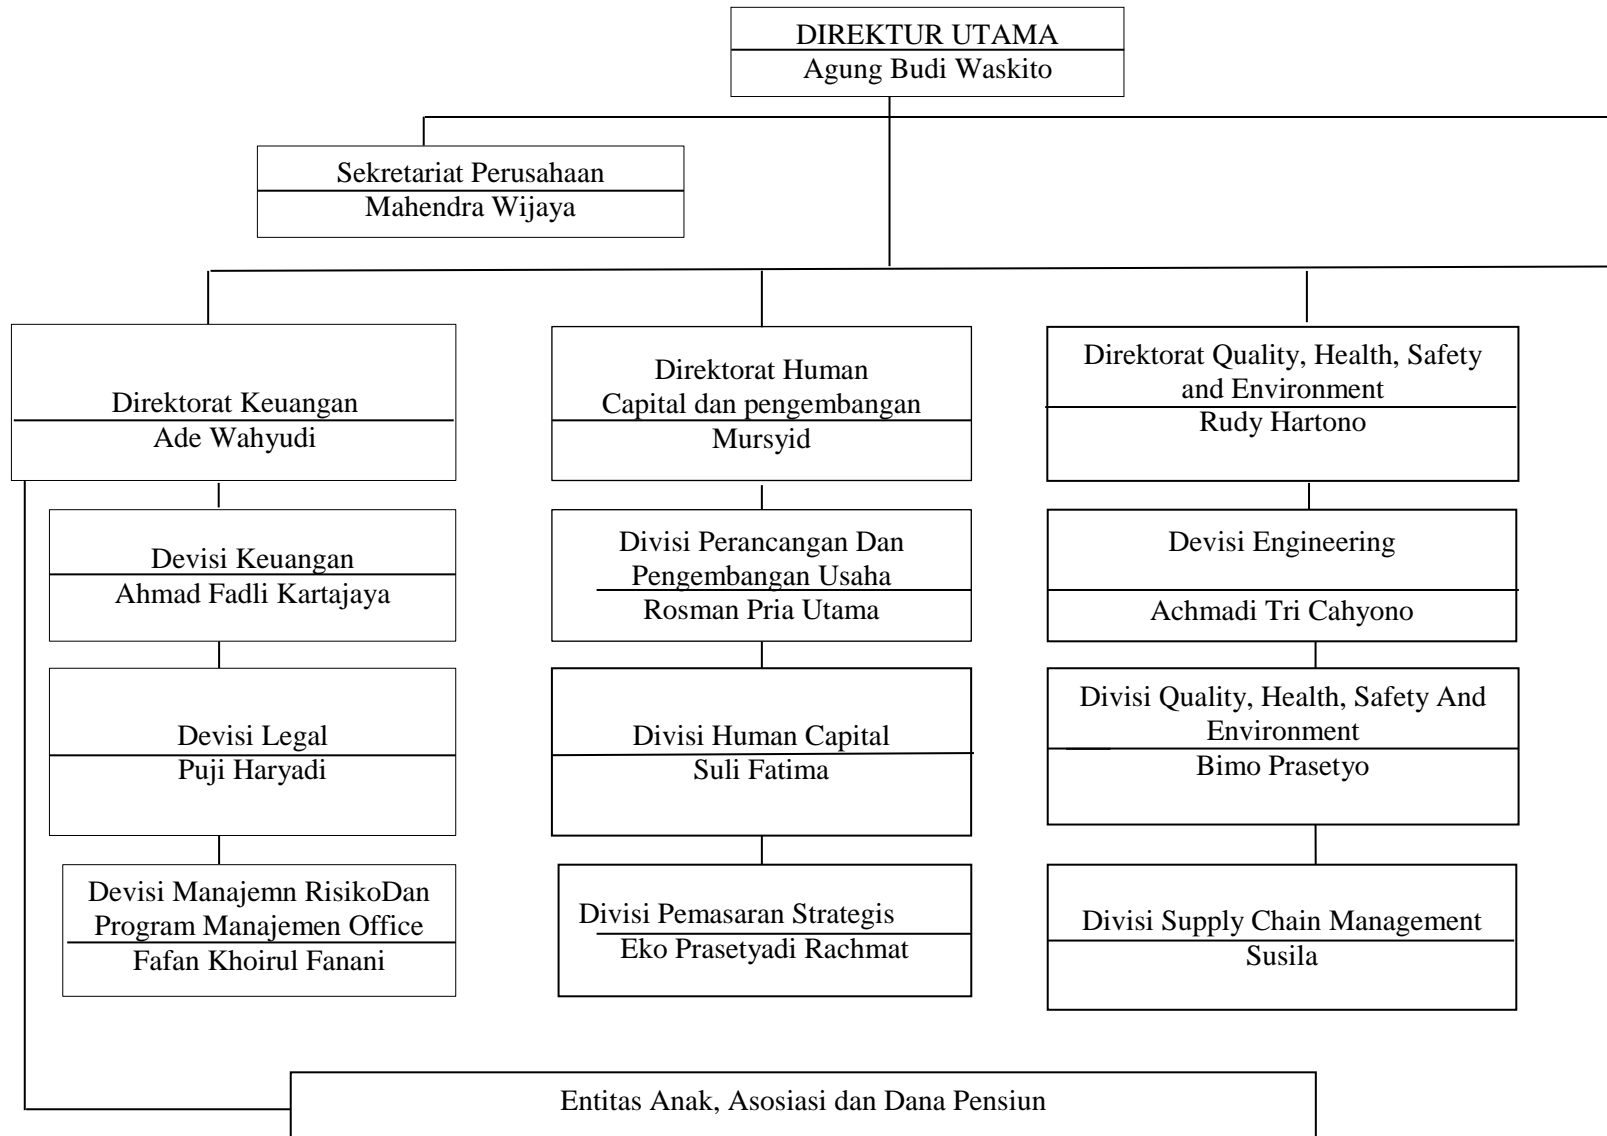 DIREKTUR UTAMA
Agung Budi Waskito
Sekretariat Perusahaan
Mahendra Wijaya
Direktorat Keuangan
Ade Wahyudi
Direktorat Human
Capital dan pengembangan
Mursyid
Direktorat Quality, Health, Safety
and Environment
Rudy Hartono
Devisi Keuangan
Ahmad Fadli Kartajaya
Divisi Perancangan Dan
Pengembangan Usaha
Rosman Pria Utama
Devisi Engineering
Achmadi Tri Cahyono
Devisi Legal
Puji Haryadi
Divisi Human Capital
Suli Fatima
Divisi Quality, Health, Safety And
Environment
Bimo Prasetyo
Devisi Manajemn RisikoDan
Program Manajemen Office
Fafan Khoirul Fanani
Divisi Pemasaran Strategis
Eko Prasetyadi Rachmat
Divisi Supply Chain Management
Susila
Entitas Anak, Asosiasi dan Dana Pensiun